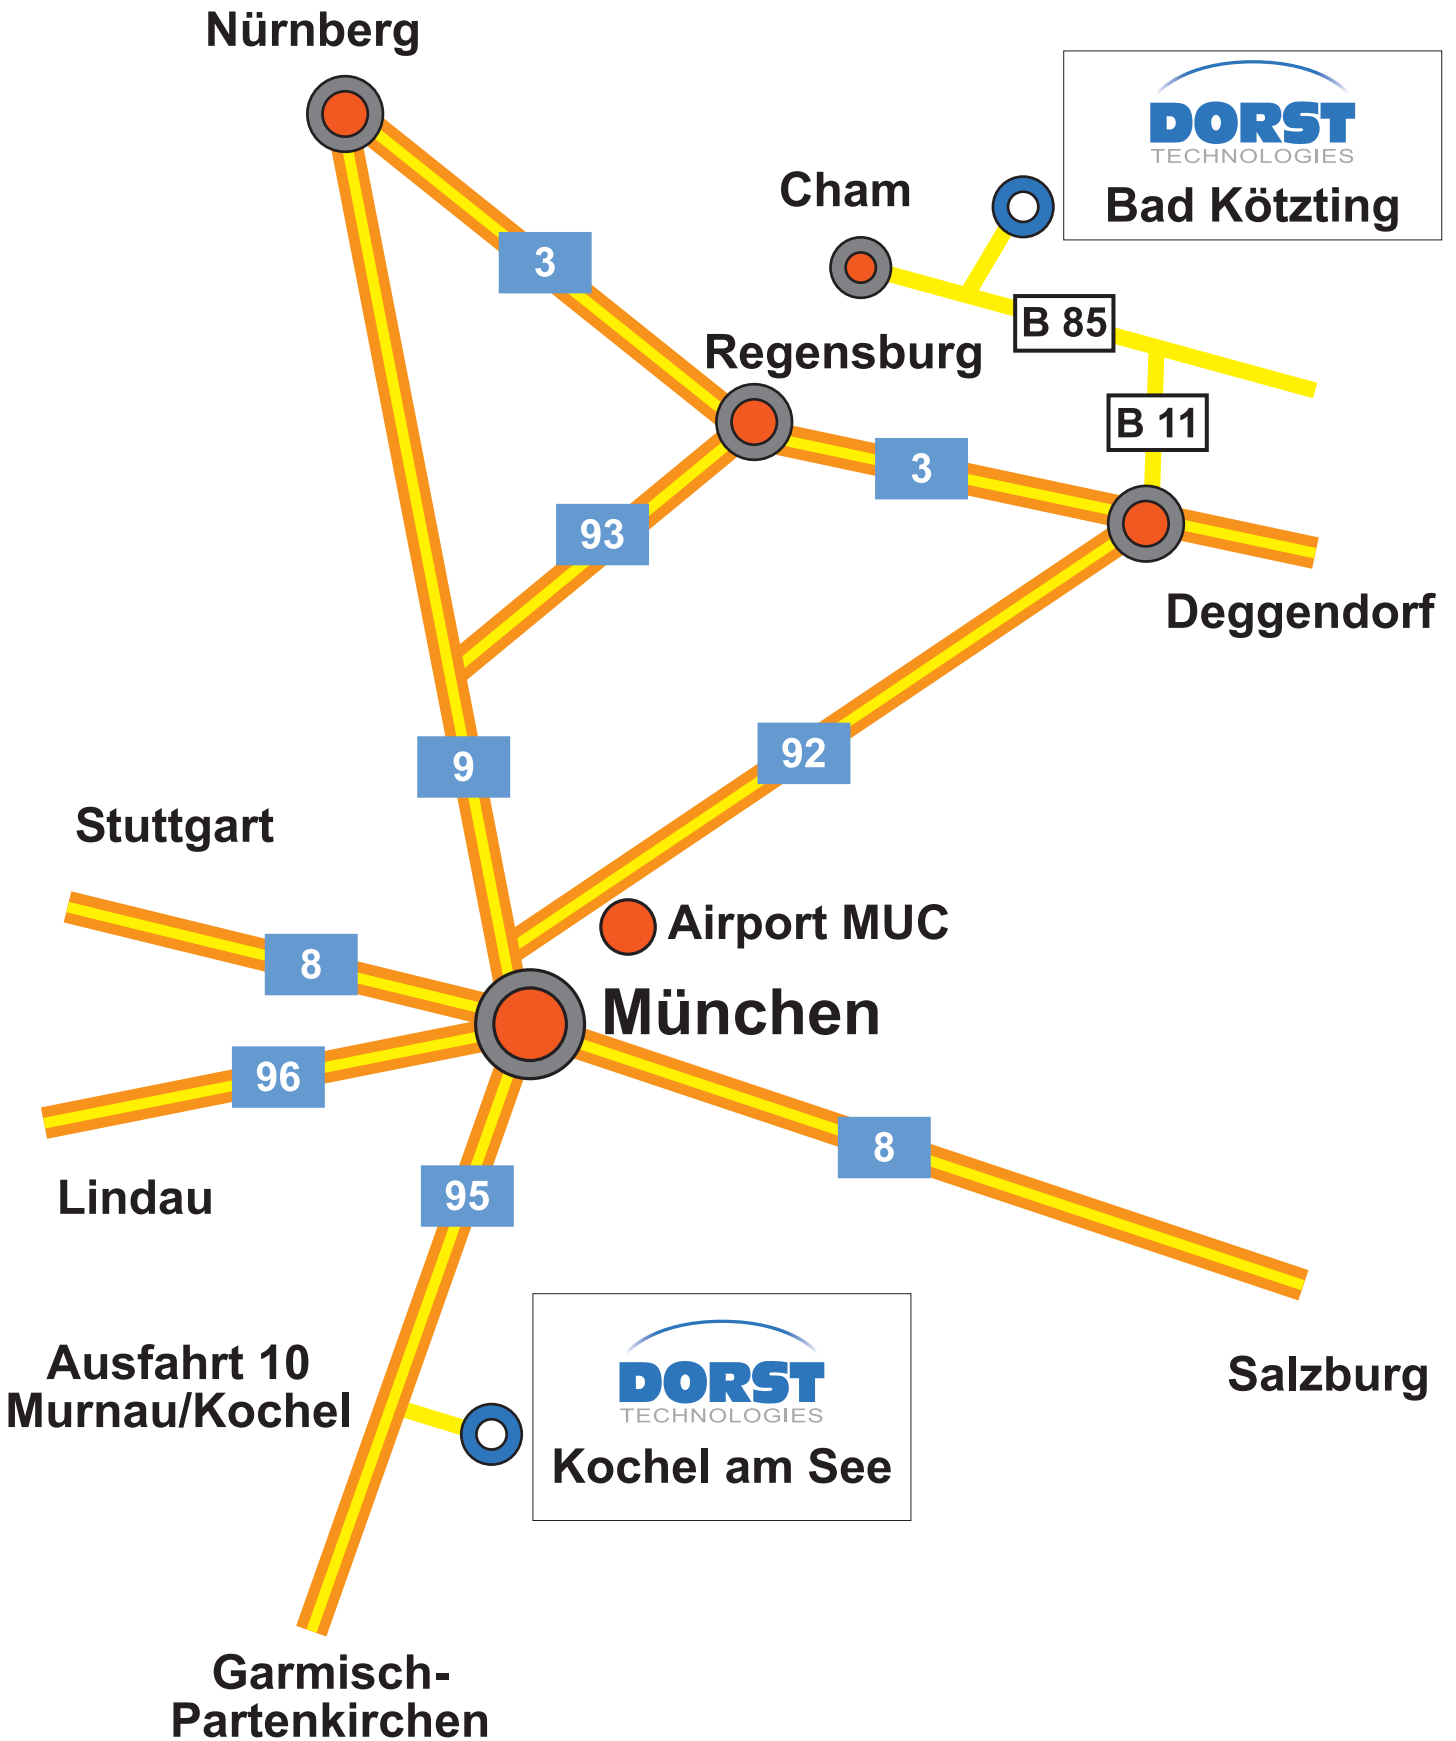 Nürnberg
DORST
TECHNOLOGIES
Bad Kötzting
Cham
3
B 85
Regensburg
B 11
3
93
Deggendorf
9
92
Stuttgart
Airport MUC
8
München
96
8
95
Lindau
Ausfahrt 10
Murnau/Kochel
DORST
TECHNOLOGIES
Kochel am See
Salzburg
Garmisch-
Partenkirchen